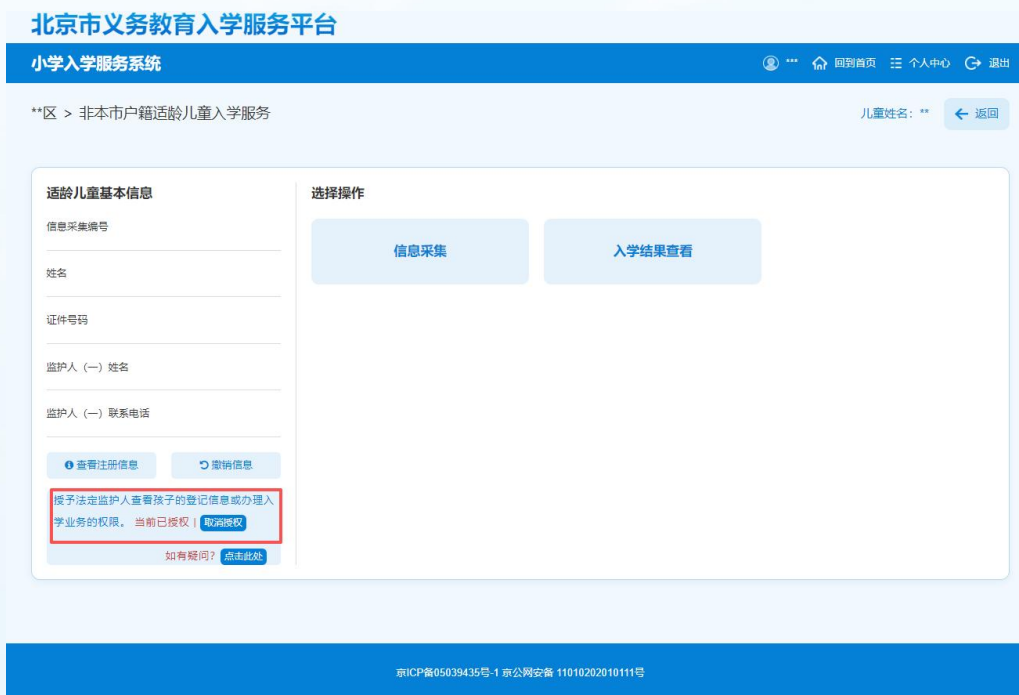 北京市义务教育入学服务平台
小学入学服务系统
*** 回到首页 个人中心 退出
**区 > 非本市户籍适龄儿童入学服务
儿童姓名：** 返回
适龄儿童基本信息
信息采集编号
姓名
证件号码
监护人（一）姓名
监护人（一）联系电话
查看注册信息 撤销信息
授予法定监护人查看孩子的登记信息或办理入
学业务的权限。 当前已授权 | 取消授权
如有疑问？ 点击此处
选择操作
信息采集 入学结果查看
京ICP备05039435号-1 京公网安备 11010202010111号